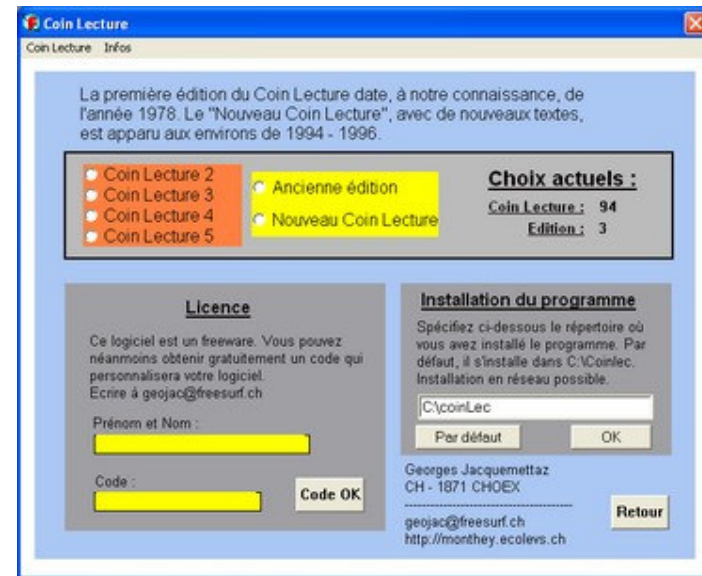 Coin Lecture
Coin Lecture Infos
La première édition du Coin Lecture date, à notre connaissance, de
l'année 1978. Le "Nouveau Coin Lecture", avec de nouveaux textes,
est apparu aux environs de 1994 - 1996.
Coin Lecture 2
Coin Lecture 3
Coin Lecture 4
Coin Lecture 5
Ancienne édition
Nouveau Coin Lecture
Choix actuels :
Coin Lecture : 94
Edition : 3
Licence
Ce logiciel est un freeware. Vous pouvez
néanmoins obtenir gratuitement un code qui
personnalisera votre logiciel.
Ecrire à geojac@freesurf.ch
Prénom et Nom :
Code :
Code OK
Installation du programme
Spécifiez ci-dessous le répertoire où
vous avez installé le programme. Par
défaut, il s'installe dans C:\Coinlec.
Installation en réseau possible.
C:\coinLec
Par défaut OK
Georges Jacquemettaz
CH - 1871 CHOEX
------------------------------
geojac@freesurf.ch
http://monthey.ecolevs.ch
Retour